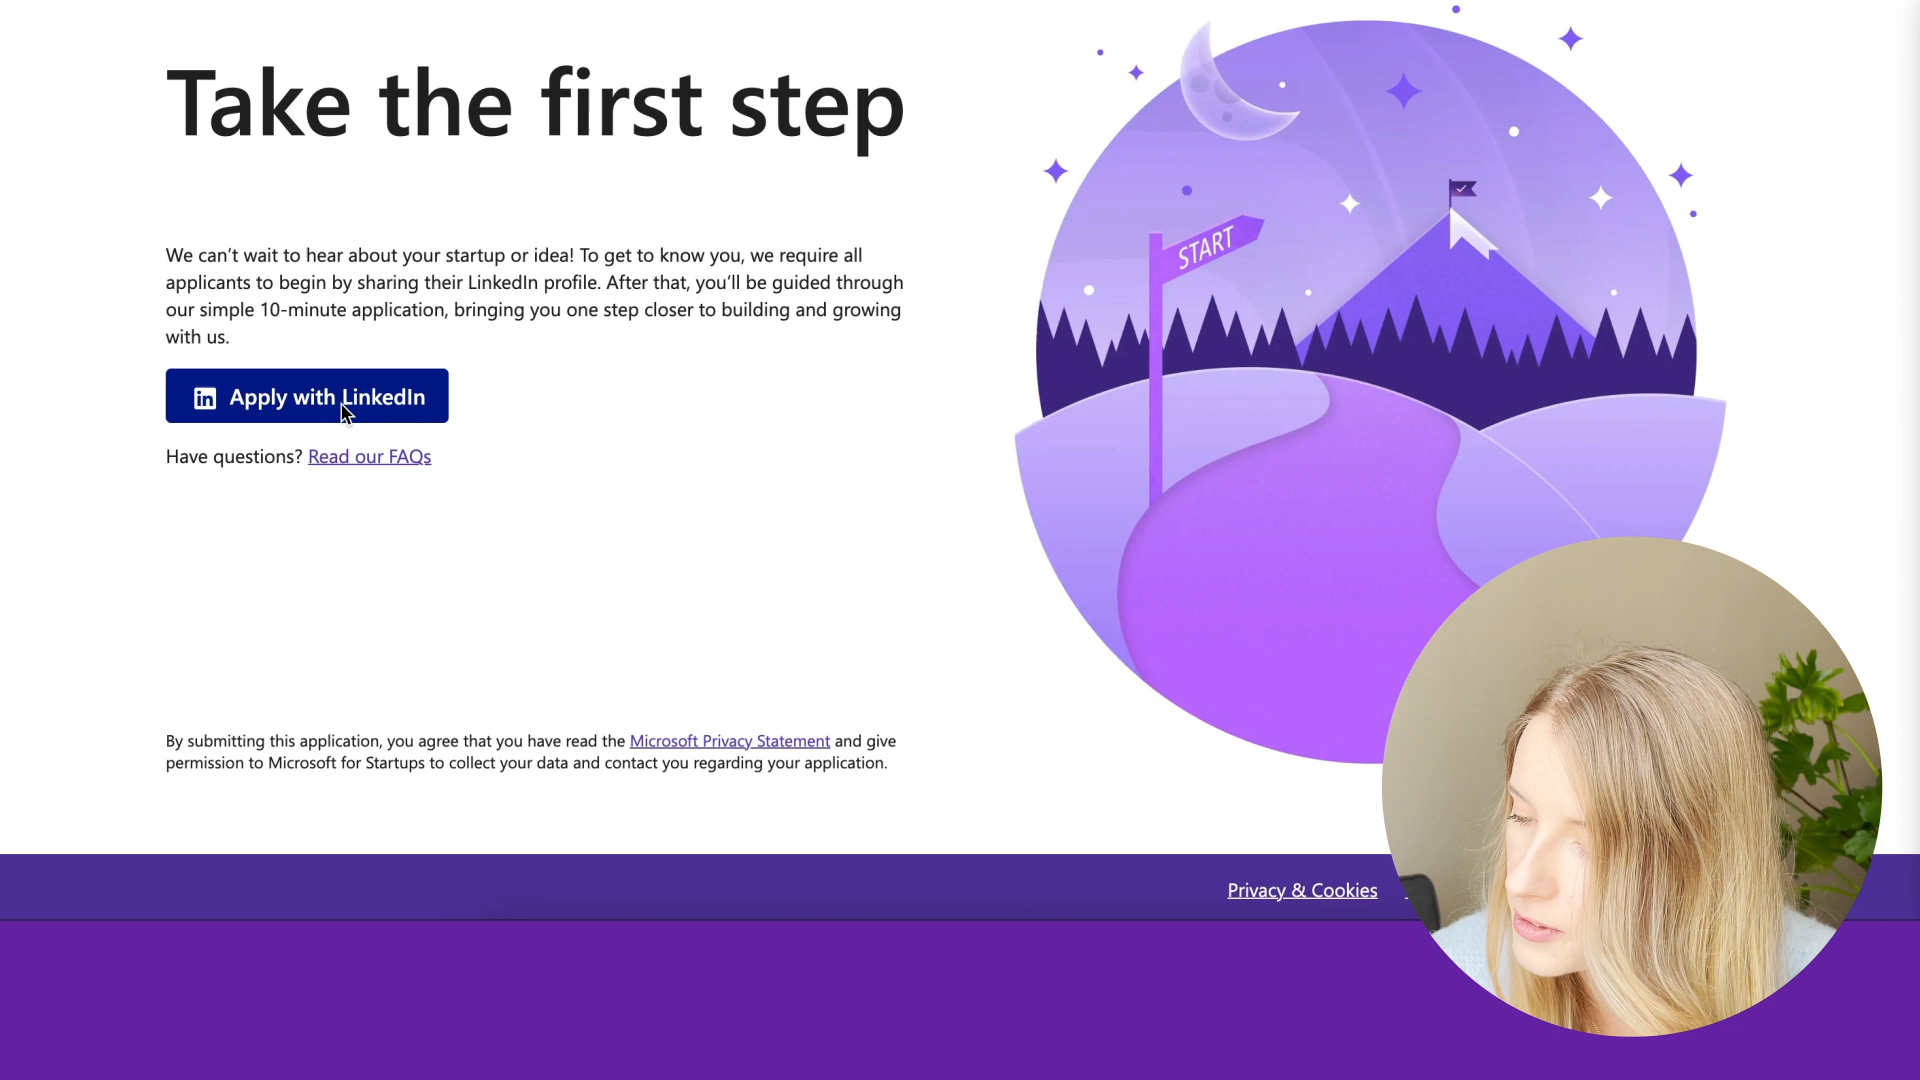 Take the first step
START
We can’t wait to hear about your startup or idea! To get to know you, we require all
applicants to begin by sharing their LinkedIn profile. After that, you’ll be guided through
our simple 10-minute application, bringing you one step closer to building and growing
with us.
in Apply with LinkedIn
Have questions? Read our FAQs
By submitting this application, you agree that you have read the Microsoft Privacy Statement and give
permission to Microsoft for Startups to collect your data and contact you regarding your application.
Privacy & Cookies